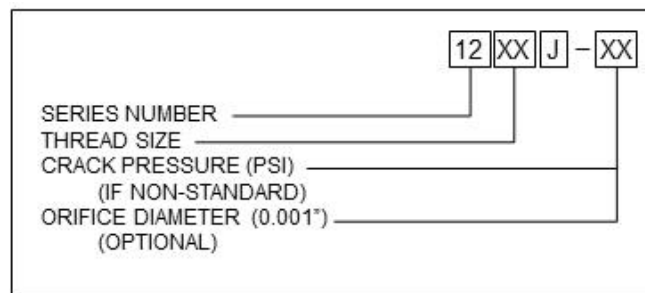 12 XX J – XX
SERIES NUMBER
THREAD SIZE
CRACK PRESSURE (PSI)
(IF NON-STANDARD)
ORIFICE DIAMETER (0.001”)
(OPTIONAL)